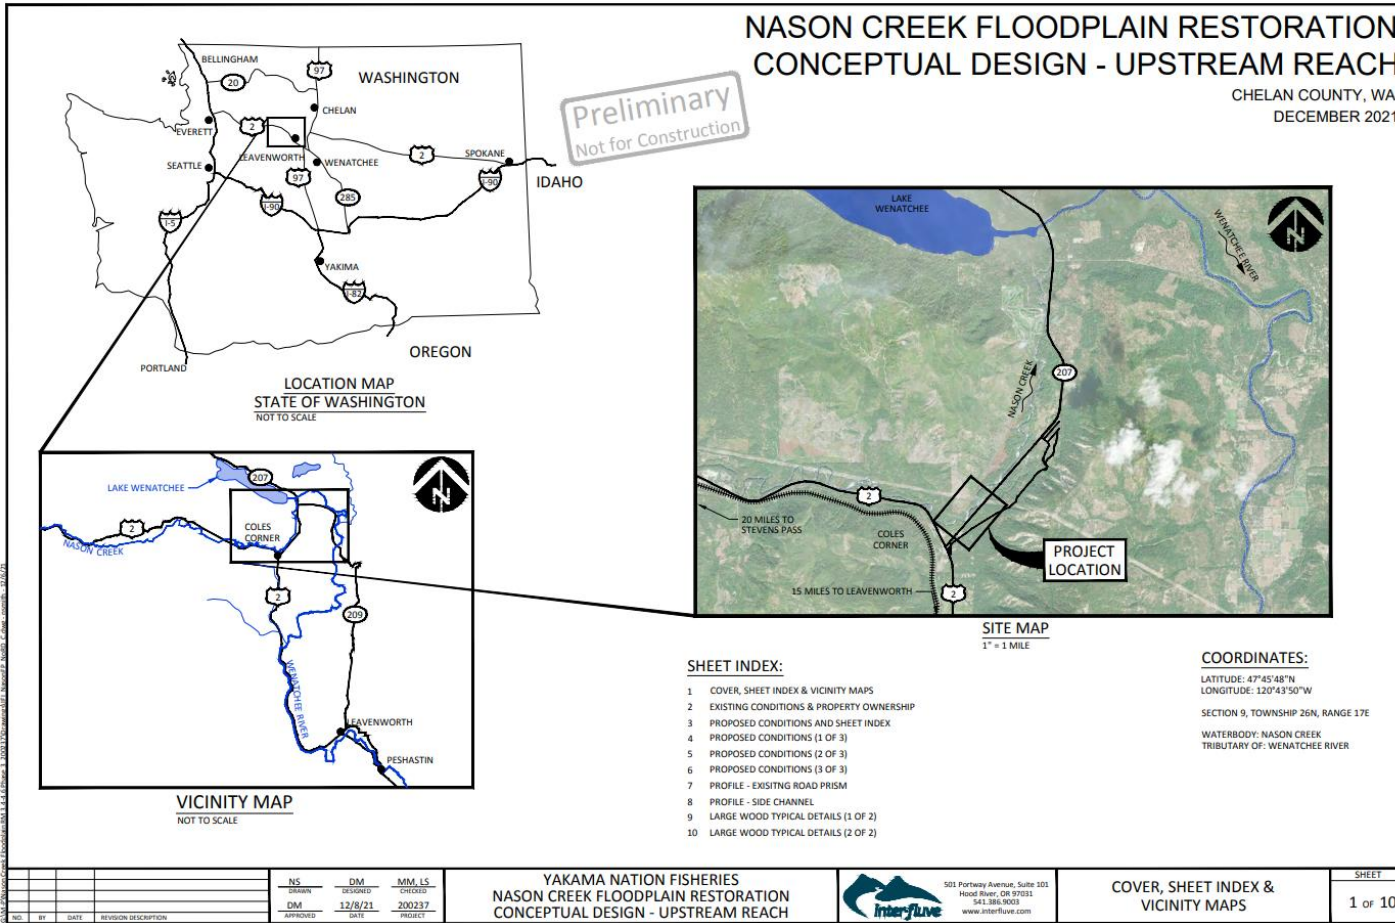 NASON CREEK FLOODPLAIN RESTORATION
CONCEPTUAL DESIGN - UPSTREAM REACH
CHELAN COUNTY, WA
DECEMBER 2021
Preliminary
Not for Construction
BELLINGHAM
20
97
WASHINGTON
CHELAN
EVERETT
2
LEAVENWORTH
WENATCHEE
2
SPOKANE
SEATTLE
97
I-90
IDAHO
285
I-90
I-5
YAKIMA
I-82
OREGON
PORTLAND
LOCATION MAP
STATE OF WASHINGTON
NOT TO SCALE
LAKE WENATCHEE
207
N
2
COLES
CORNER
NASON CREEK
2
209
WENATCHEE RIVER
LEAVENWORTH
PESHASTIN
VICINITY MAP
NOT TO SCALE
LAKE
WENATCHEE
WENATCHEE
RIVER
N
NASON CREEK
207
2
20 MILES TO
STEVENS PASS
COLES
CORNER
PROJECT
LOCATION
15 MILES TO LEAVENWORTH
2
SITE MAP
1" = 1 MILE
SHEET INDEX:
1 COVER, SHEET INDEX & VICINITY MAPS
2 EXISTING CONDITIONS & PROPERTY OWNERSHIP
3 PROPOSED CONDITIONS AND SHEET INDEX
4 PROPOSED CONDITIONS (1 OF 3)
5 PROPOSED CONDITIONS (2 OF 3)
6 PROPOSED CONDITIONS (3 OF 3)
7 PROFILE - EXISITNG ROAD PRISM
8 PROFILE - SIDE CHANNEL
9 LARGE WOOD TYPICAL DETAILS (1 OF 2)
10 LARGE WOOD TYPICAL DETAILS (2 OF 2)
COORDINATES:
LATITUDE: 47°45'48"N
LONGITUDE: 120°43'50"W
SECTION 9, TOWNSHIP 26N, RANGE 17E
WATERBODY: NASON CREEK
TRIBUTARY OF: WENATCHEE RIVER
NO. BY DATE REVISION DESCRIPTION
NS DM MM, LS
DRAWN DESIGNED CHECKED
DM 12/8/21 200237
APPROVED DATE PROJECT
YAKAMA NATION FISHERIES
NASON CREEK FLOODPLAIN RESTORATION
CONCEPTUAL DESIGN - UPSTREAM REACH
inter-fluve
501 Portway Avenue, Suite 101
Hood River, OR 97031
541.386.9003
www.interfluve.com
COVER, SHEET INDEX &
VICINITY MAPS
SHEET
1 OF 10